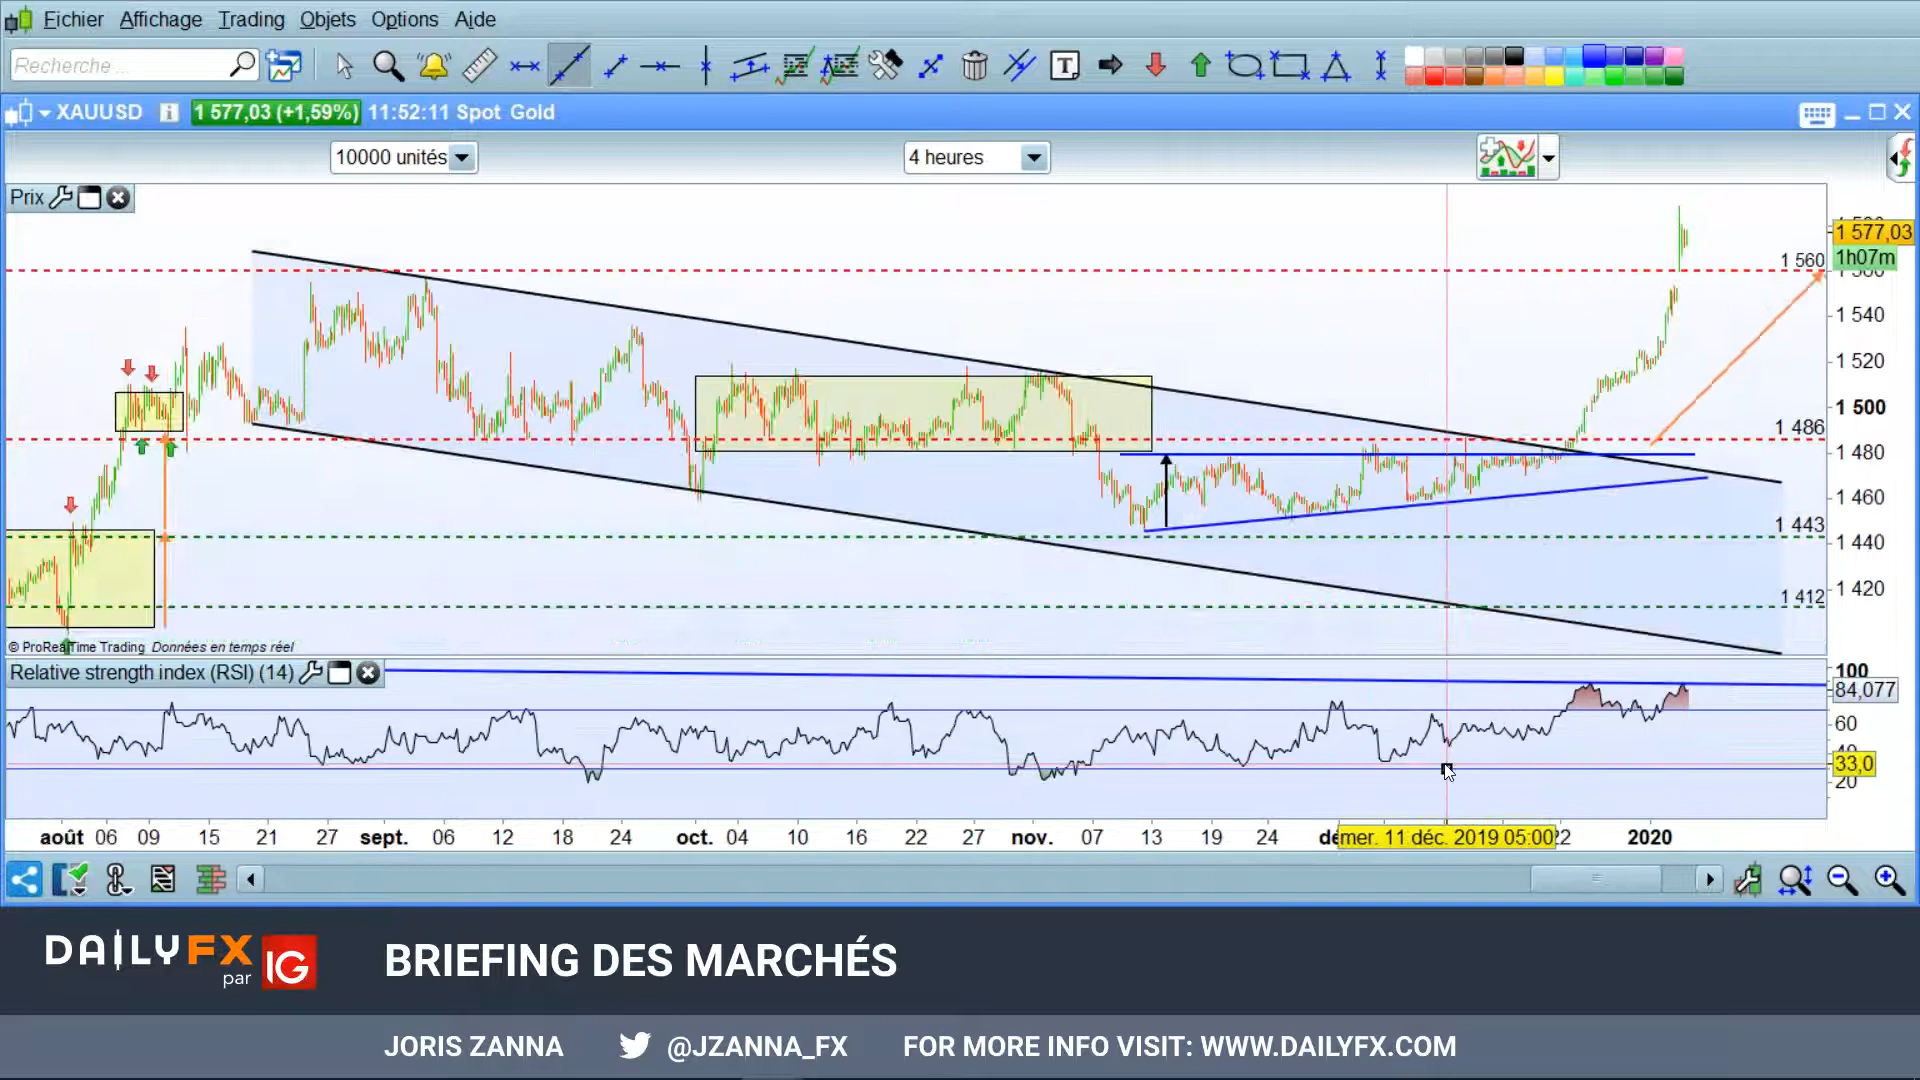 Fichier Affichage Trading Objets Options Aide
Recherche ...
XAUUSD 1 577,03 (+1,59%) 11:52:11 Spot Gold
10000 unités 4 heures
Prix
1 577,03
1 560 1h07m
1 540
1 520
1 500
1 486
1 480
1 460
1 443
1 440
1 420
1 412
© ProRealTime Trading Données en temps réel
Relative strength index (RSI) (14)
100
84,077
60
40
33,0
20
août 06 09 15 21 27 sept. 06 12 18 24 oct. 04 10 16 22 27 nov. 07 13 19 24 mer. 11 déc. 2019 05:00 2020
DAILYFX
par IG
BRIEFING DES MARCHÉS
JORIS ZANNA @JZANNA_FX FOR MORE INFO VISIT: WWW.DAILYFX.COM